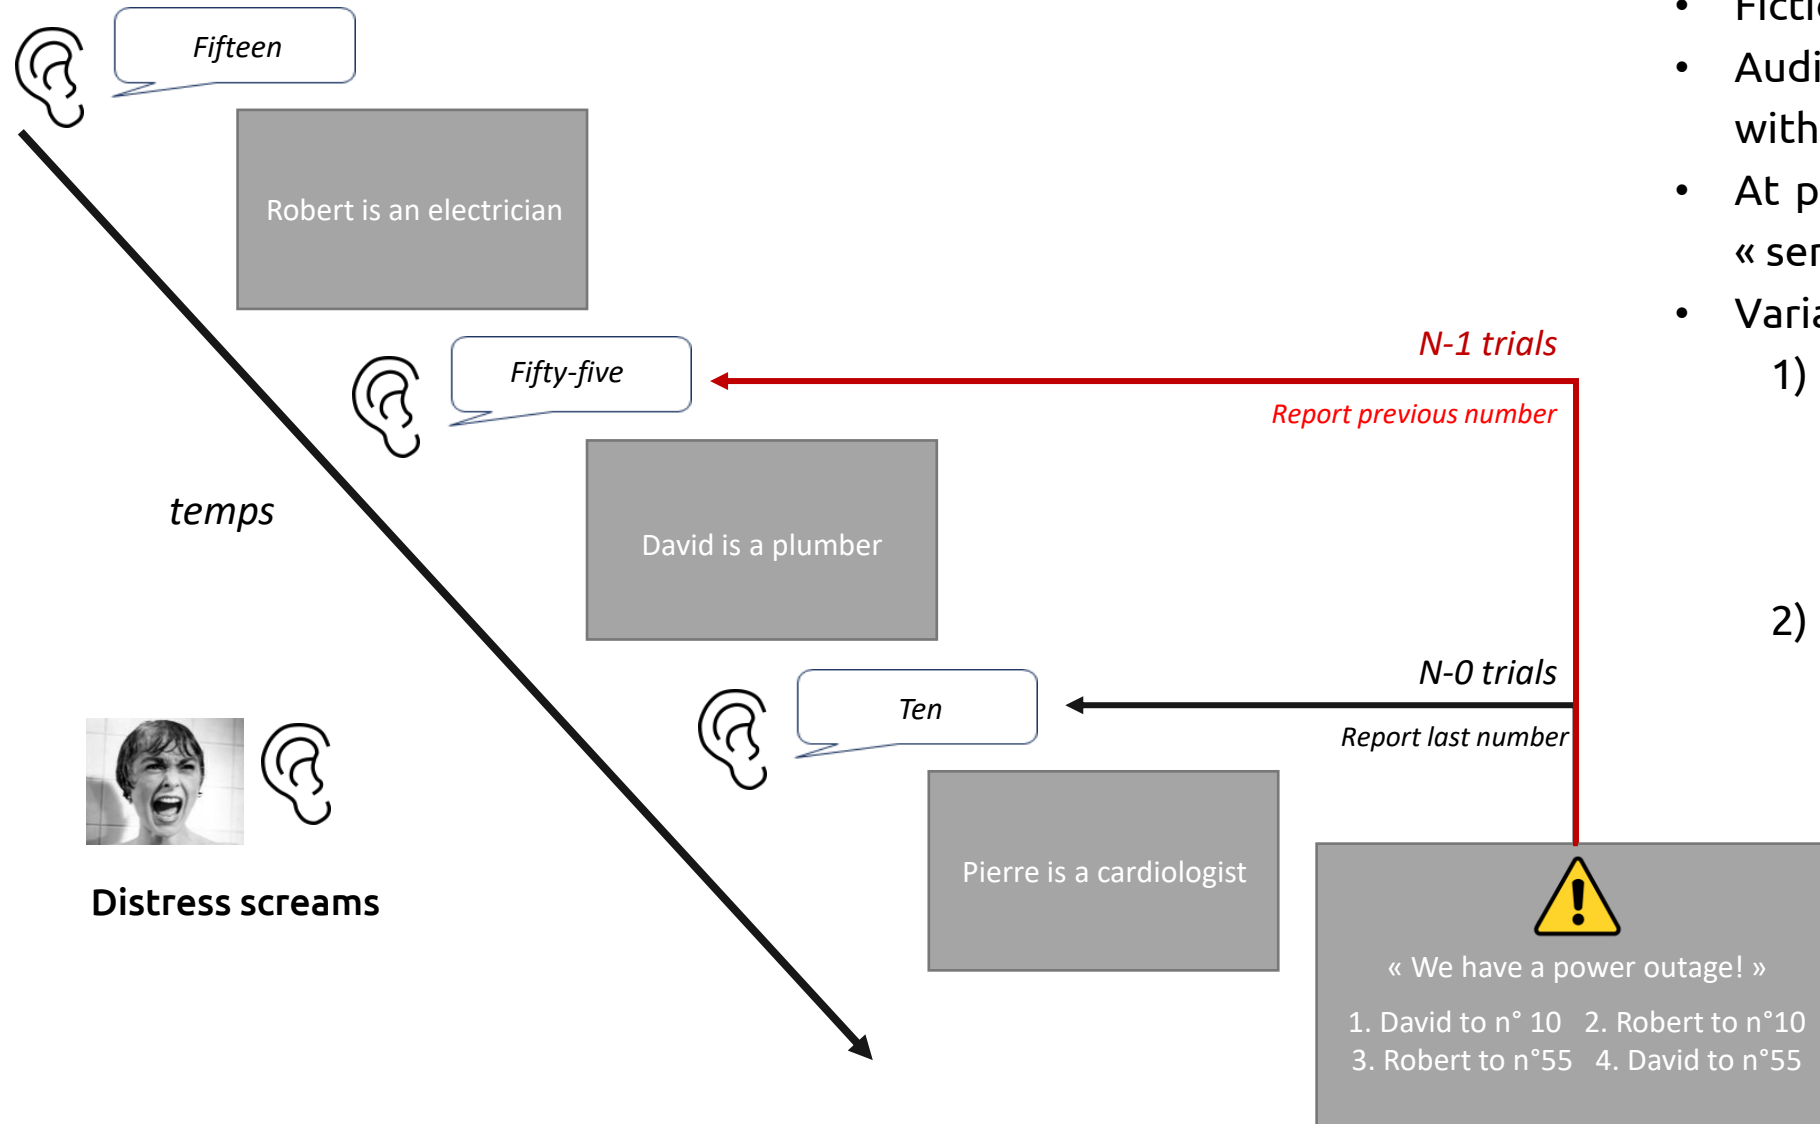 Fifteen
Robert is an electrician
Fifty-five
David is a plumber
temps
Ten
Pierre is a cardiologist
Distress screams
N-1 trials
Report previous number
N-0 trials
Report last number
« We have a power outage! »
1. David to n° 10 2. Robert to n°10
3. Robert to n°55 4. David to n°55
•
• Audi
with
• At p
« ser
• Varia
1)
2)